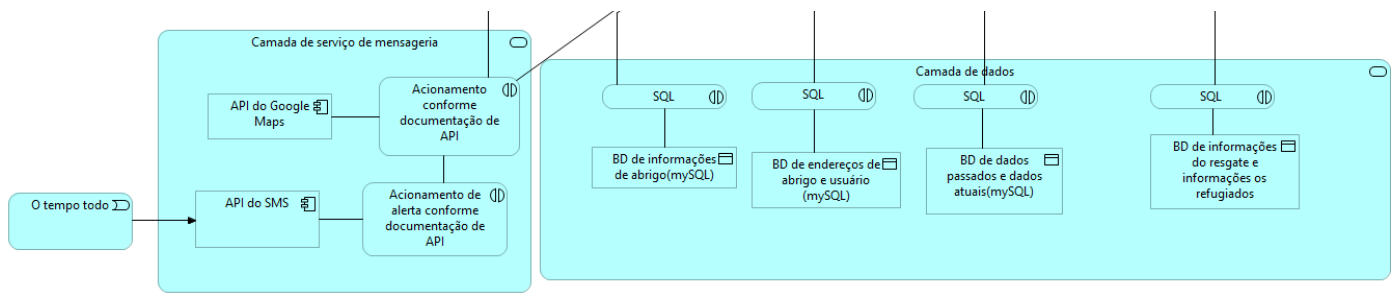 Camada de serviço de mensageria
API do Google
Maps
Acionamento
conforme
documentação de
API
O tempo todo
API do SMS
Acionamento de
alerta conforme
documentação de
API
Camada de dados
SQL
SQL
SQL
SQL
BD de informações
de abrigo(mySQL)
BD de endereços de
abrigo e usuário
(mySQL)
BD de dados
passados e dados
atuais(mySQL)
BD de informações
do resgate e
informações os
refugiados